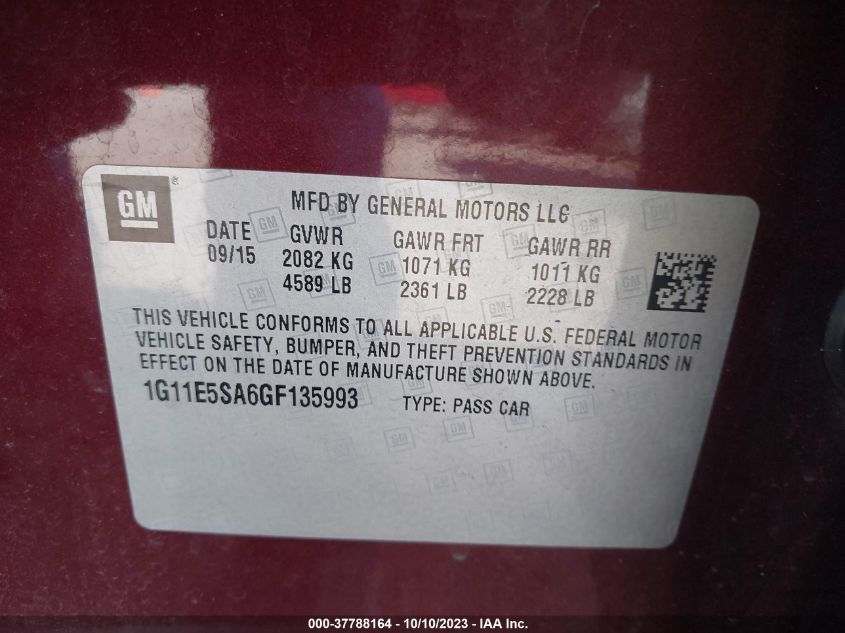 GM
MFD BY GENERAL MOTORS LLC
DATE GVWR GAWR FRT GAWR RR
09/15 2082 KG 1071 KG 1011 KG
4589 LB 2361 LB 2228 LB
THIS VEHICLE CONFORMS TO ALL APPLICABLE U.S. FEDERAL MOTOR
VEHICLE SAFETY, BUMPER, AND THEFT PREVENTION STANDARDS IN
EFFECT ON THE DATE OF MANUFACTURE SHOWN ABOVE.
1G11E5SA6GF135993 TYPE: PASS CAR
000-37788164 - 10/10/2023 - IAA Inc.